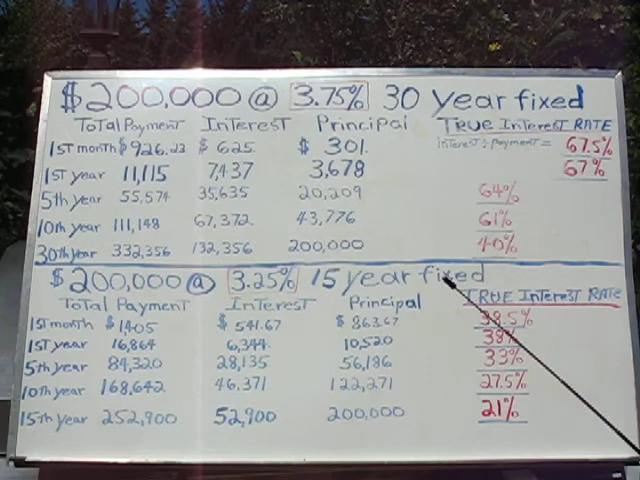 $200,000 @ 3.75% 30 year fixed
Total Payment Interest Principal TRUE Interest RATE
1ST month $926.23 $625. $301. Interest ÷ payment = 67.5%
1ST year 11,115 7,437 3,678 67%
5th year 55,574 35,635 20,209 64%
10th year 111,148 67,372 43,776 61%
30th year 332,356 132,356 200,000 40%
$200,000 @ 3.25% 15 year fixed
Total Payment Interest Principal TRUE Interest RATE
1ST month $1405 $541.67 $863.67 38.5%
1ST year 16,864 6,344 10,520 38%
5th year 84,320 28,135 56,186 33%
10th year 168,642 46,371 122,271 27.5%
15th year 252,900 52,900 200,000 21%